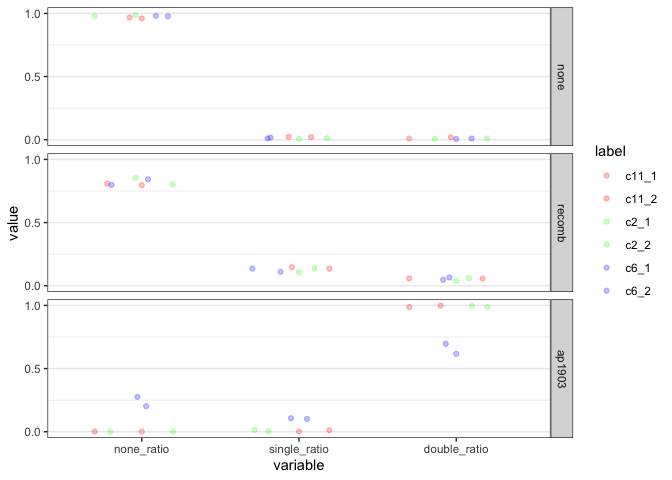 1.0
0.5
0.0
none
1.0
0.5
0.0
recomb
1.0
0.5
0.0
ap1903
value
none_ratio single_ratio double_ratio
variable
label
c11_1
c11_2
c2_1
c2_2
c6_1
c6_2